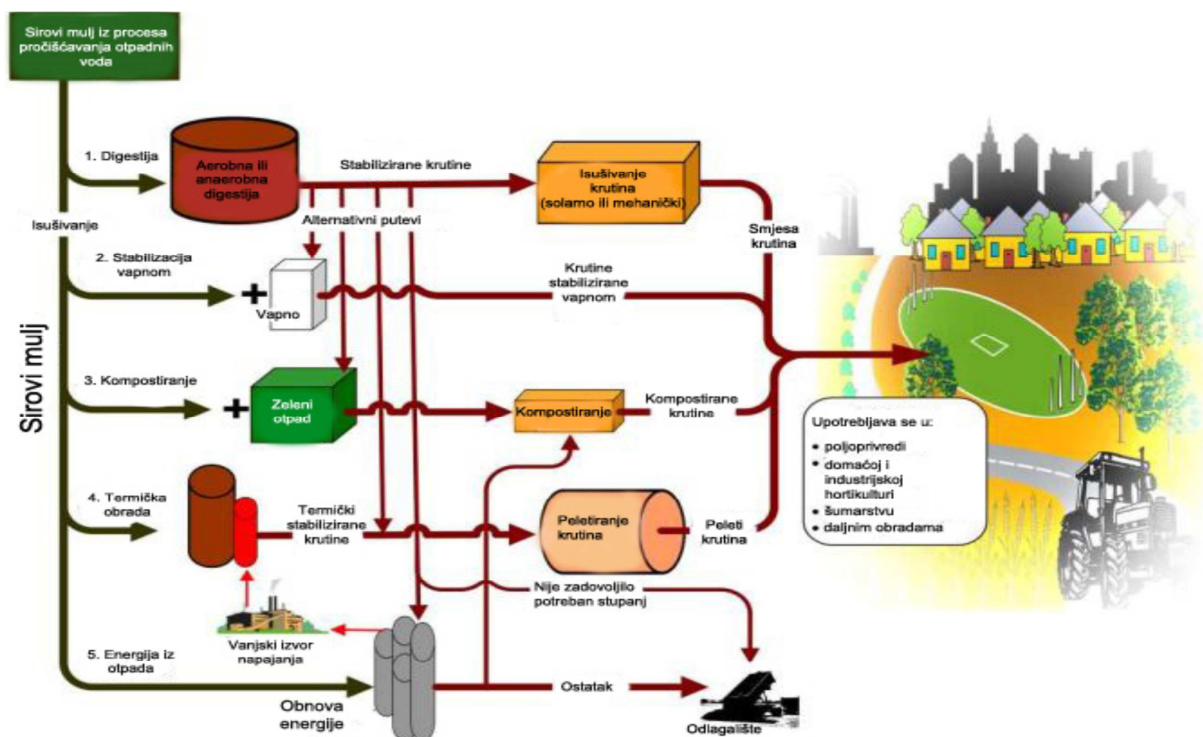 Sirovi mulj iz procesa
pročišćavanja otpadnih
voda
1. Digestija
Aerobna ili
anaerobna
digestija
Stabilizirane krutine
Isušivanje
krutina
(solarno ili mehanički)
Alternativni putevi
Smjesa
krutina
Isušivanje
2. Stabilizacija
vapnom
+
Vapno
Krutine
stabilizirane
vapnom
Sirovi mulj
3. Kompostiranje
+
Zeleni
otpad
Kompostiranje
Kompostirane
krutine
4. Termička
obrada
Termički
stabilizirane
krutine
Peletiranje
krutina
Peleti
krutina
Upotrebljava se u:
• poljoprivredi
• domaćoj i
industrijskoj
hortikulturi
• šumarstvu
• daljnim obradama
Nije zadovoljilo
potreban stupanj
Vanjski izvor
napajanja
5. Energija iz
otpada
Obnova
energije
Ostatak
Odlagalište